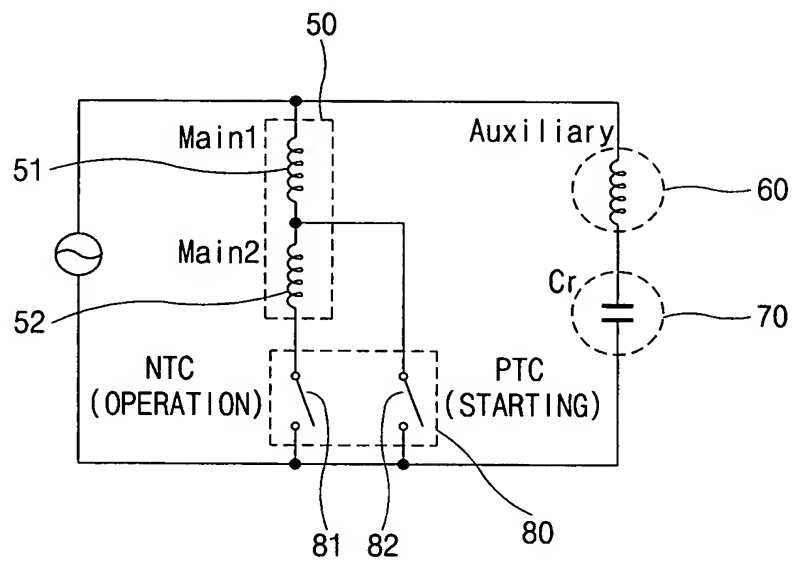 50
Main1
Auxiliary
51
60
Main2
Cr
52
70
NTC
(OPERATION)
PTC
(STARTING)
81
82
80